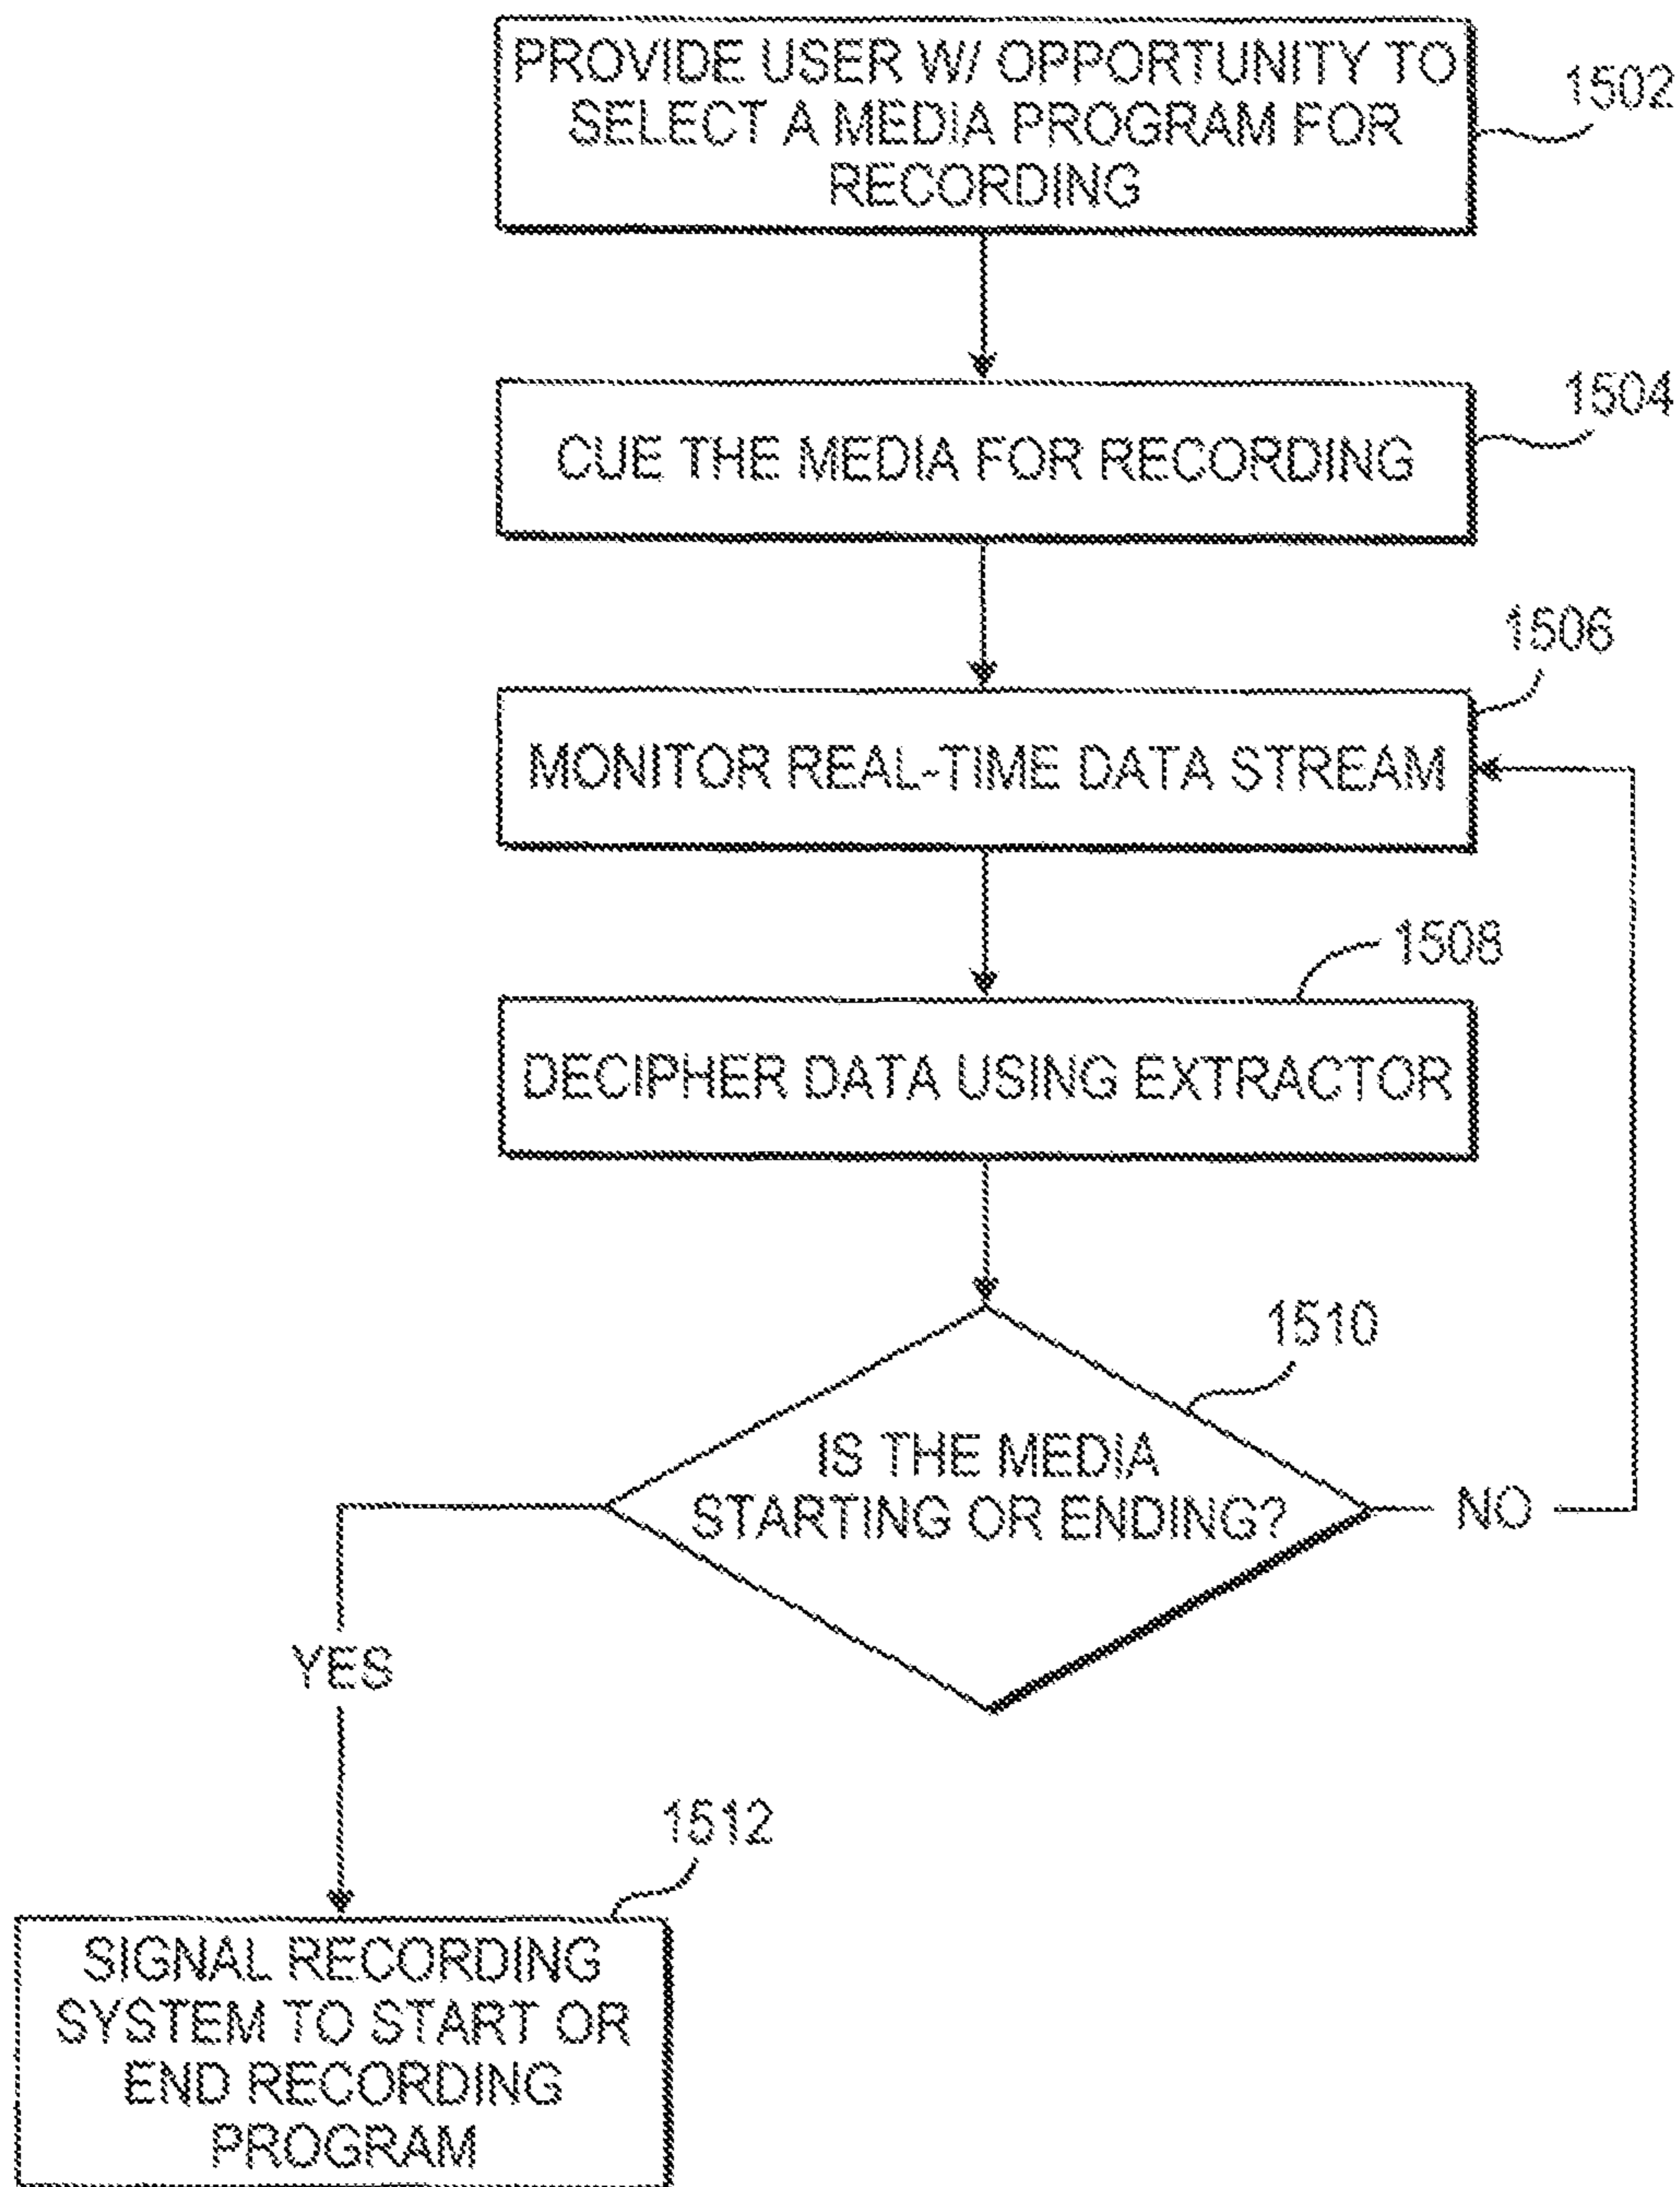 PROVIDE USER W/ OPPORTUNITY TO
SELECT A MEDIA PROGRAM FOR
RECORDING
1502
CUE THE MEDIA FOR RECORDING
1504
1506
MONITOR REAL-TIME DATA STREAM
1508
DECIPHER DATA USING EXTRACTOR
1510
IS THE MEDIA
STARTING OR ENDING?
NO
YES
1512
SIGNAL RECORDING
SYSTEM TO START OR
END RECORDING
PROGRAM